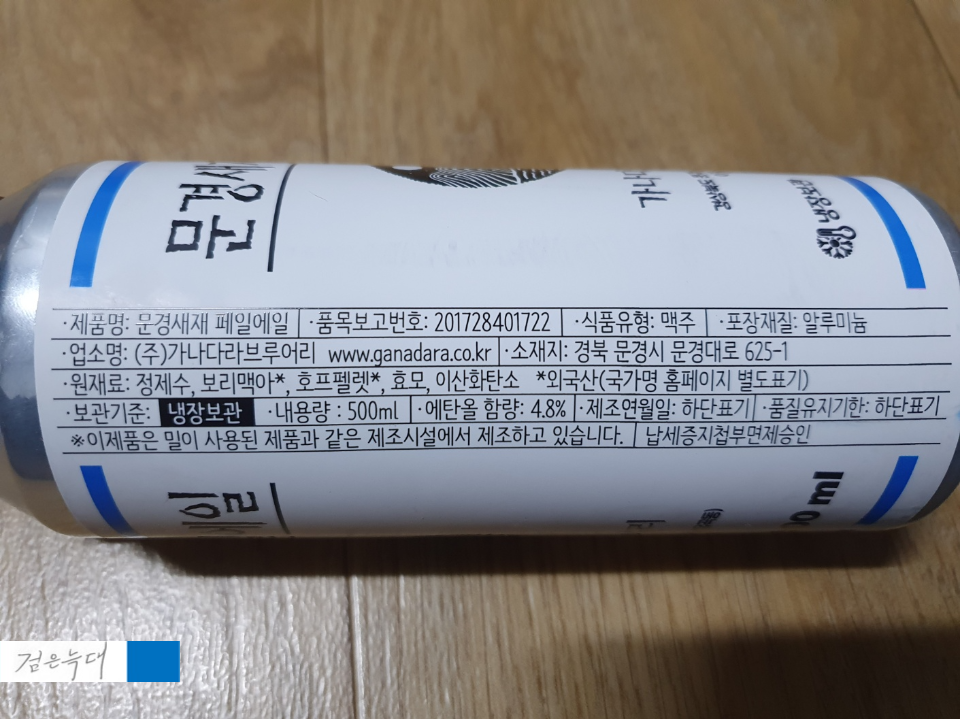 문경새
가나
·제품명: 문경새재 페일에일 ·품목보고번호: 201728401722 ·식품유형: 맥주 ·포장재질: 알루미늄
·업소명: (주)가나다라브루어리 www.ganadara.co.kr ·소재지: 경북 문경시 문경대로 625-1
·원재료: 정제수, 보리맥아*, 호프펠렛*, 효모, 이산화탄소 *외국산(국가명 홈페이지 별도표기)
·보관기준: 냉장보관 ·내용량 : 500ml ·에탄올 함량: 4.8% ·제조연월일: 하단표기 ·품질유지기한: 하단표기
※이제품은 밀이 사용된 제품과 같은 제조시설에서 제조하고 있습니다. 납세증지첩부면제승인
에일
00 ml
검은늑대